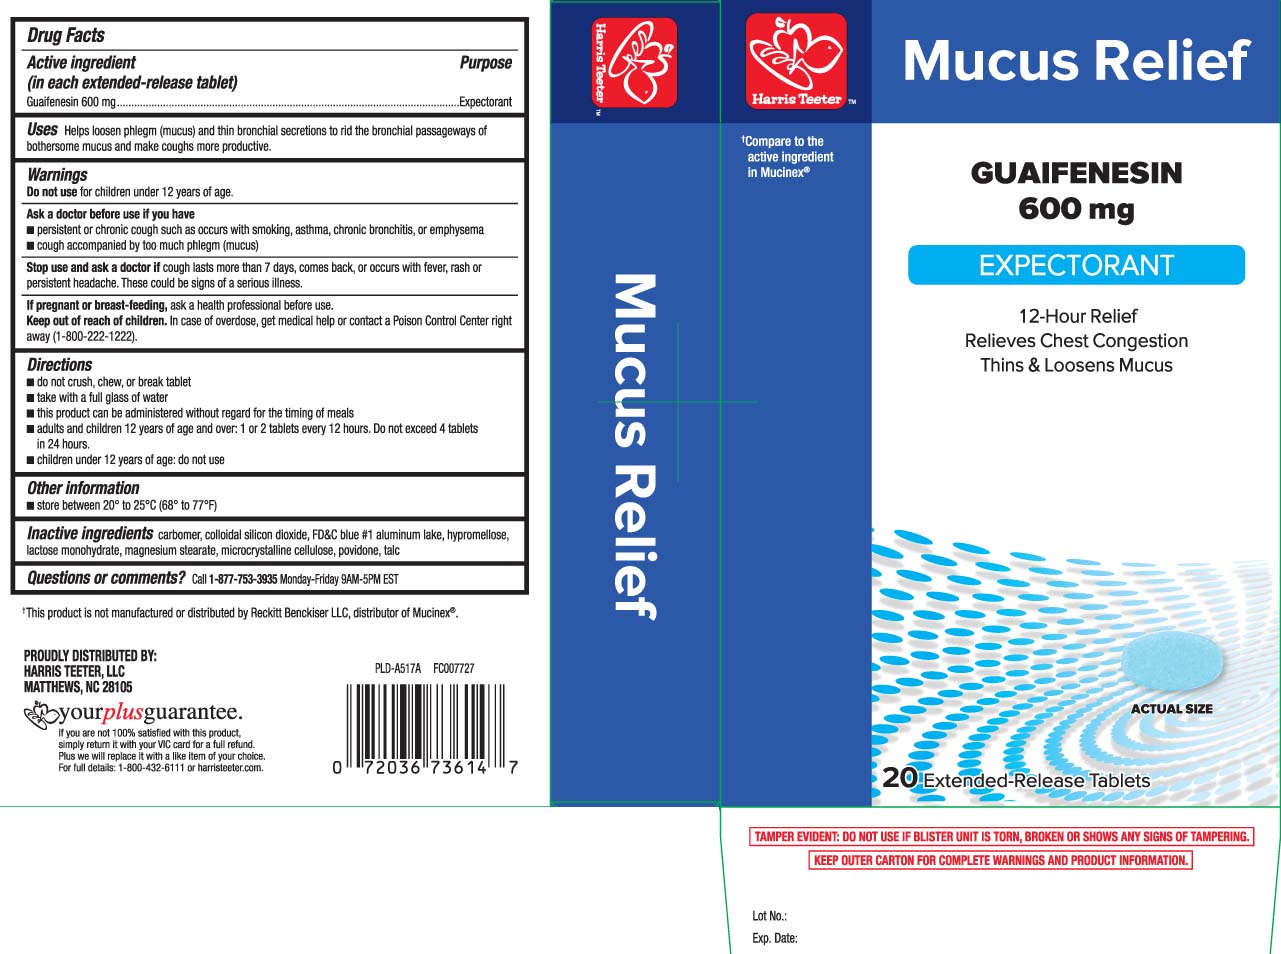 Drug Facts
Active ingredient Purpose
(in each extended-release tablet)
Guaifenesin 600 mg....................Expectorant
Uses Helps loosen phlegm (mucus) and thin bronchial secretions to rid the bronchial passageways of
bothersome mucus and make coughs more productive.
Warnings
Do not use for children under 12 years of age.
Ask a doctor before use if you have
■ persistent or chronic cough such as occurs with smoking, asthma, chronic bronchitis, or emphysema
■ cough accompanied by too much phlegm (mucus)
Stop use and ask a doctor if cough lasts more than 7 days, comes back, or occurs with fever, rash or
persistent headache. These could be signs of a serious illness.
If pregnant or breast-feeding, ask a health professional before use.
Keep out of reach of children. In case of overdose, get medical help or contact a Poison Control Center right
away (1-800-222-1222).
Directions
■ do not crush, chew, or break tablet
■ take with a full glass of water
■ this product can be administered without regard for the timing of meals
■ adults and children 12 years of age and over: 1 or 2 tablets every 12 hours. Do not exceed 4 tablets
in 24 hours.
■ children under 12 years of age: do not use
Other information
■ store between 20° to 25°C (68° to 77°F)
Inactive ingredients carbomer, colloidal silicon dioxide, FD&C blue #1 aluminum lake, hypromellose,
lactose monohydrate, magnesium stearate, microcrystalline cellulose, povidone, talc
Questions or comments? Call 1-877-753-3935 Monday-Friday 9AM-5PM EST
†This product is not manufactured or distributed by Reckitt Benckiser LLC, distributor of Mucinex®.
PROUDLY DISTRIBUTED BY:
HARRIS TEETER, LLC
MATTHEWS, NC 28105
yourplusguarantee.
If you are not 100% satisfied with this product,
simply return it with your VIC card for a full refund.
Plus we will replace it with a like item of your choice.
For full details: 1-800-432-6111 or harristeeter.com.
PLD-A517A FC007727
0 72036 73614 7
Harris Teeter™
Mucus Relief
Harris Teeter™
†Compare to the
active ingredient
in Mucinex®
Mucus Relief
GUAIFENESIN
600 mg
EXPECTORANT
12-Hour Relief
Relieves Chest Congestion
Thins & Loosens Mucus
ACTUAL SIZE
20 Extended-Release Tablets
TAMPER EVIDENT: DO NOT USE IF BLISTER UNIT IS TORN, BROKEN OR SHOWS ANY SIGNS OF TAMPERING.
KEEP OUTER CARTON FOR COMPLETE WARNINGS AND PRODUCT INFORMATION.
Lot No.:
Exp. Date: